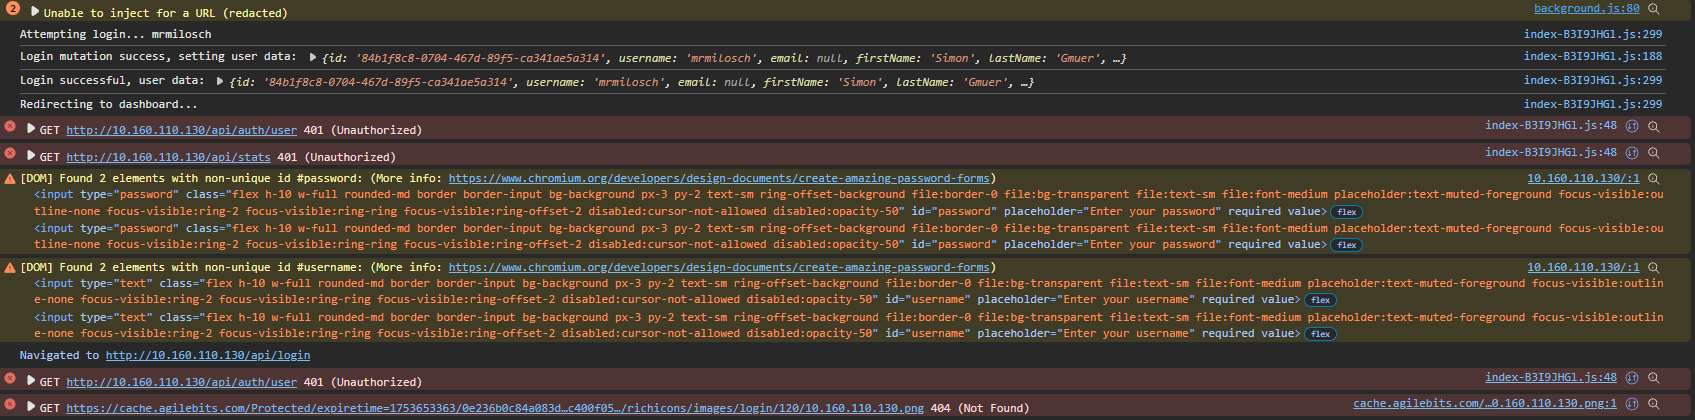 2 Unable to inject for a URL (redacted) background.js:80
Attempting login... mrmilosch index-B3I9JHGl.js:299
Login mutation success, setting user data: {id: '84b1f8c8-0704-467d-89f5-ca341ae5a314', username: 'mrmilosch', email: null, firstName: 'Simon', lastName: 'Gmuer', …} index-B3I9JHGl.js:188
Login successful, user data: {id: '84b1f8c8-0704-467d-89f5-ca341ae5a314', username: 'mrmilosch', email: null, firstName: 'Simon', lastName: 'Gmuer', …} index-B3I9JHGl.js:299
Redirecting to dashboard... index-B3I9JHGl.js:299
GET http://10.160.110.130/api/auth/user 401 (Unauthorized) index-B3I9JHGl.js:48
GET http://10.160.110.130/api/stats 401 (Unauthorized) index-B3I9JHGl.js:48
[DOM] Found 2 elements with non-unique id #password: (More info: https://www.chromium.org/developers/design-documents/create-amazing-password-forms) 10.160.110.130/:1
<input type="password" class="flex h-10 w-full rounded-md border border-input bg-background px-3 py-2 text-sm ring-offset-background file:border-0 file:bg-transparent file:text-sm file:font-medium placeholder:text-muted-foreground focus-visible:ou
tline-none focus-visible:ring-2 focus-visible:ring-ring focus-visible:ring-offset-2 disabled:cursor-not-allowed disabled:opacity-50" id="password" placeholder="Enter your password" required value> flex
<input type="password" class="flex h-10 w-full rounded-md border border-input bg-background px-3 py-2 text-sm ring-offset-background file:border-0 file:bg-transparent file:text-sm file:font-medium placeholder:text-muted-foreground focus-visible:ou
tline-none focus-visible:ring-2 focus-visible:ring-ring focus-visible:ring-offset-2 disabled:cursor-not-allowed disabled:opacity-50" id="password" placeholder="Enter your password" required value> flex
[DOM] Found 2 elements with non-unique id #username: (More info: https://www.chromium.org/developers/design-documents/create-amazing-password-forms) 10.160.110.130/:1
<input type="text" class="flex h-10 w-full rounded-md border border-input bg-background px-3 py-2 text-sm ring-offset-background file:border-0 file:bg-transparent file:text-sm file:font-medium placeholder:text-muted-foreground focus-visible:outlin
e-none focus-visible:ring-2 focus-visible:ring-ring focus-visible:ring-offset-2 disabled:cursor-not-allowed disabled:opacity-50" id="username" placeholder="Enter your username" required value> flex
<input type="text" class="flex h-10 w-full rounded-md border border-input bg-background px-3 py-2 text-sm ring-offset-background file:border-0 file:bg-transparent file:text-sm file:font-medium placeholder:text-muted-foreground focus-visible:outlin
e-none focus-visible:ring-2 focus-visible:ring-ring focus-visible:ring-offset-2 disabled:cursor-not-allowed disabled:opacity-50" id="username" placeholder="Enter your username" required value> flex
Navigated to http://10.160.110.130/api/login
GET http://10.160.110.130/api/auth/user 401 (Unauthorized) index-B3I9JHGl.js:48
GET https://cache.agilebits.com/Protected/expiretime=1753653363/0e236b0c84a083d…c400f05…/richicons/images/login/120/10.160.110.130.png 404 (Not Found) cache.agilebits.com/…0.160.110.130.png:1